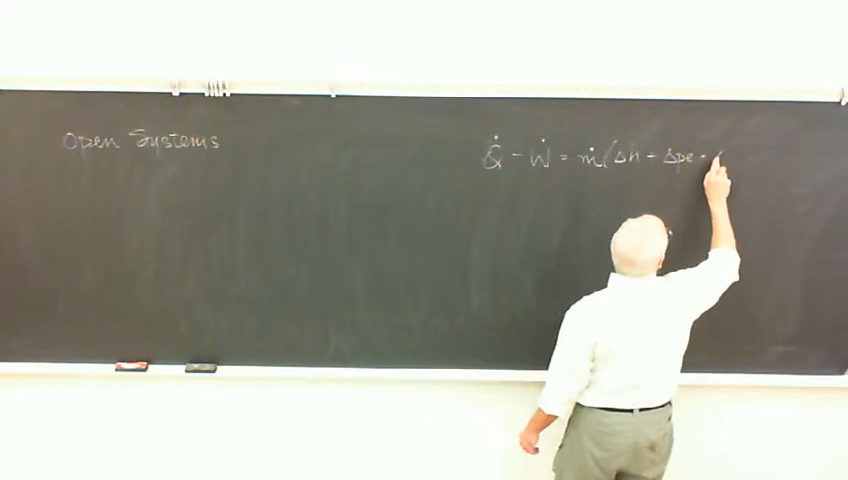 Open Systems
Q̇ - Ẇ = ṁ(Δh + Δpe +